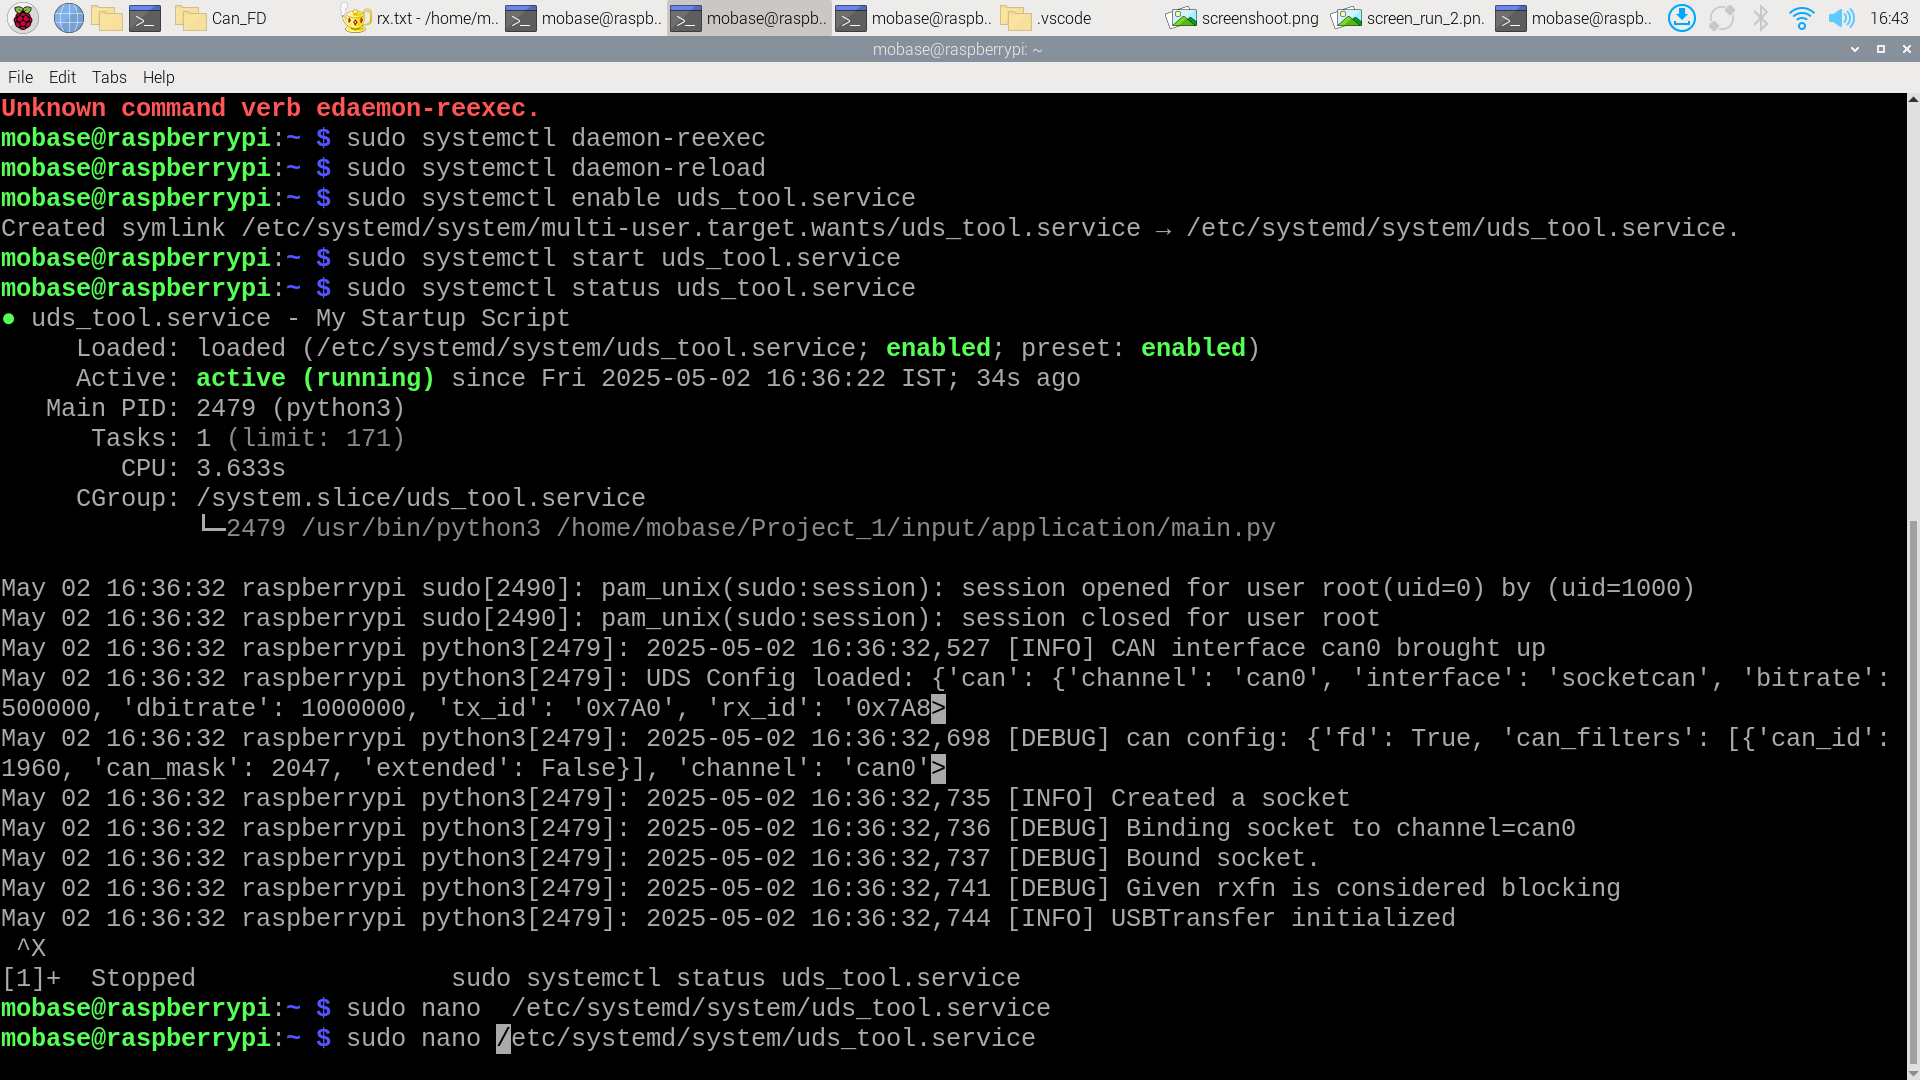 Can_FD
rx.txt - /home/m..
mobase@raspb..
mobase@raspb..
mobase@raspb..
.vscode
screenshoot.png
screen_run_2.pn.
mobase@raspb..
16:43
mobase@raspberrypi: ~
File Edit Tabs Help
Unknown command verb edaemon-reexec.
mobase@raspberrypi:~ $ sudo systemctl daemon-reexec
mobase@raspberrypi:~ $ sudo systemctl daemon-reload
mobase@raspberrypi:~ $ sudo systemctl enable uds_tool.service
Created symlink /etc/systemd/system/multi-user.target.wants/uds_tool.service → /etc/systemd/system/uds_tool.service.
mobase@raspberrypi:~ $ sudo systemctl start uds_tool.service
mobase@raspberrypi:~ $ sudo systemctl status uds_tool.service
● uds_tool.service - My Startup Script
Loaded: loaded (/etc/systemd/system/uds_tool.service; enabled; preset: enabled)
Active: active (running) since Fri 2025-05-02 16:36:22 IST; 34s ago
Main PID: 2479 (python3)
Tasks: 1 (limit: 171)
CPU: 3.633s
CGroup: /system.slice/uds_tool.service
└─2479 /usr/bin/python3 /home/mobase/Project_1/input/application/main.py
May 02 16:36:32 raspberrypi sudo[2490]: pam_unix(sudo:session): session opened for user root(uid=0) by (uid=1000)
May 02 16:36:32 raspberrypi sudo[2490]: pam_unix(sudo:session): session closed for user root
May 02 16:36:32 raspberrypi python3[2479]: 2025-05-02 16:36:32,527 [INFO] CAN interface can0 brought up
May 02 16:36:32 raspberrypi python3[2479]: UDS Config loaded: {'can': {'channel': 'can0', 'interface': 'socketcan', 'bitrate':
500000, 'dbitrate': 1000000, 'tx_id': '0x7A0', 'rx_id': '0x7A8>
May 02 16:36:32 raspberrypi python3[2479]: 2025-05-02 16:36:32,698 [DEBUG] can config: {'fd': True, 'can_filters': [{'can_id':
1960, 'can_mask': 2047, 'extended': False}], 'channel': 'can0'>
May 02 16:36:32 raspberrypi python3[2479]: 2025-05-02 16:36:32,735 [INFO] Created a socket
May 02 16:36:32 raspberrypi python3[2479]: 2025-05-02 16:36:32,736 [DEBUG] Binding socket to channel=can0
May 02 16:36:32 raspberrypi python3[2479]: 2025-05-02 16:36:32,737 [DEBUG] Bound socket.
May 02 16:36:32 raspberrypi python3[2479]: 2025-05-02 16:36:32,741 [DEBUG] Given rxfn is considered blocking
May 02 16:36:32 raspberrypi python3[2479]: 2025-05-02 16:36:32,744 [INFO] USBTransfer initialized
^X
[1]+  Stopped                 sudo systemctl status uds_tool.service
mobase@raspberrypi:~ $ sudo nano  /etc/systemd/system/uds_tool.service
mobase@raspberrypi:~ $ sudo nano /etc/systemd/system/uds_tool.service